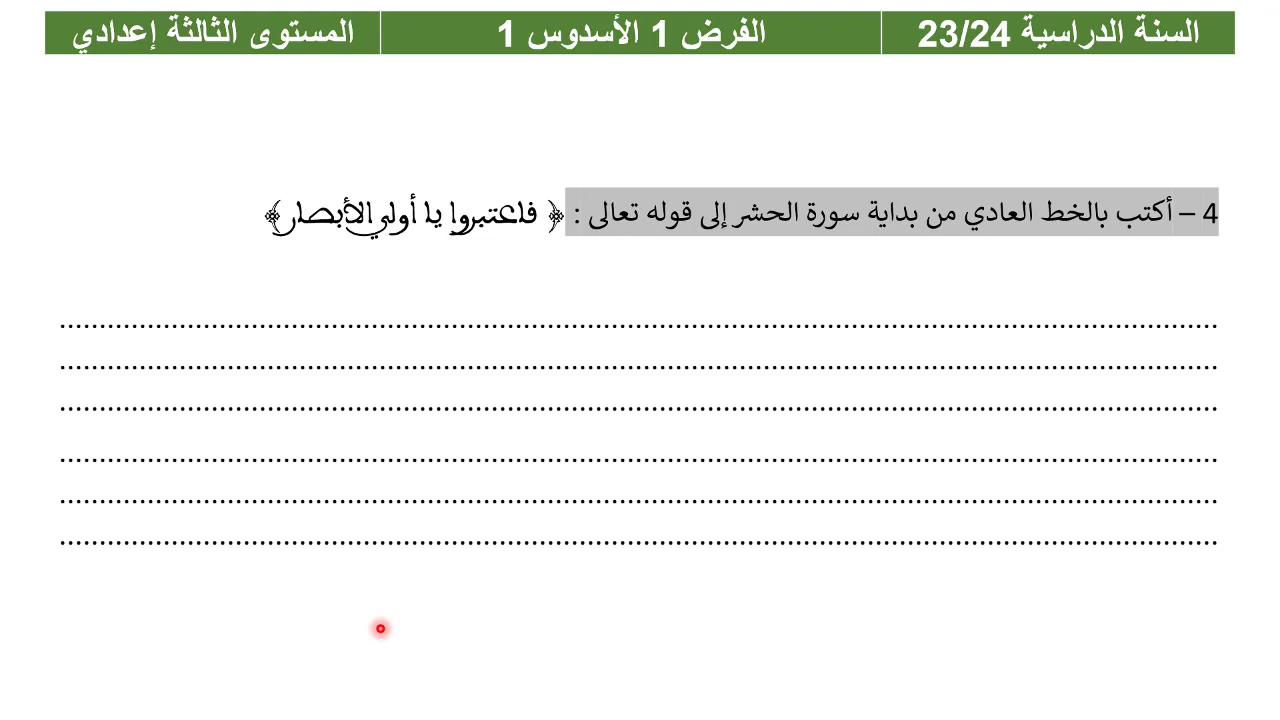 السنة الدراسية 23/24
الفرض 1 الأسدوس 1
المستوى الثالثة إعدادي
4 – أكتب بالخط العادي من بداية سورة الحشر إلى قوله تعالى : ﴿ فاعتبروا يا أولي الأبصار﴾
.................................................................................................................................................
.................................................................................................................................................
.................................................................................................................................................
.................................................................................................................................................
.................................................................................................................................................
.................................................................................................................................................